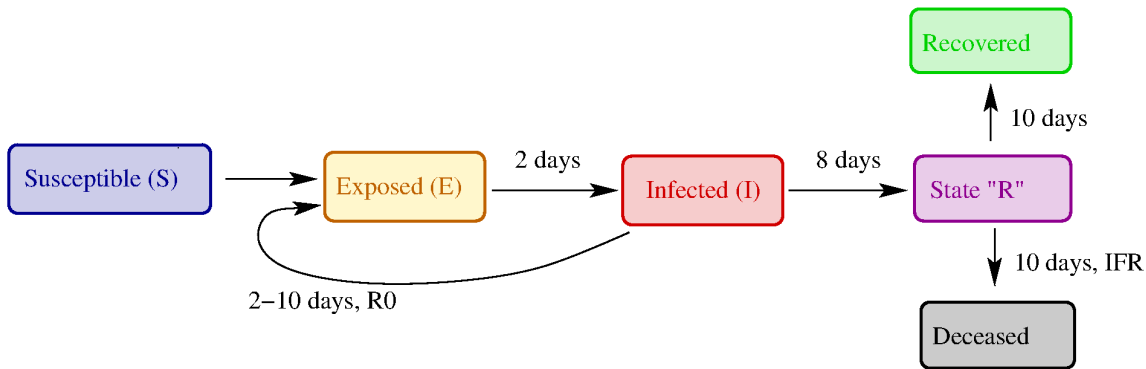 Recovered
10 days
Susceptible (S)
Exposed (E)
2 days
Infected (I)
8 days
State "R"
2−10 days, R0
10 days, IFR
Deceased